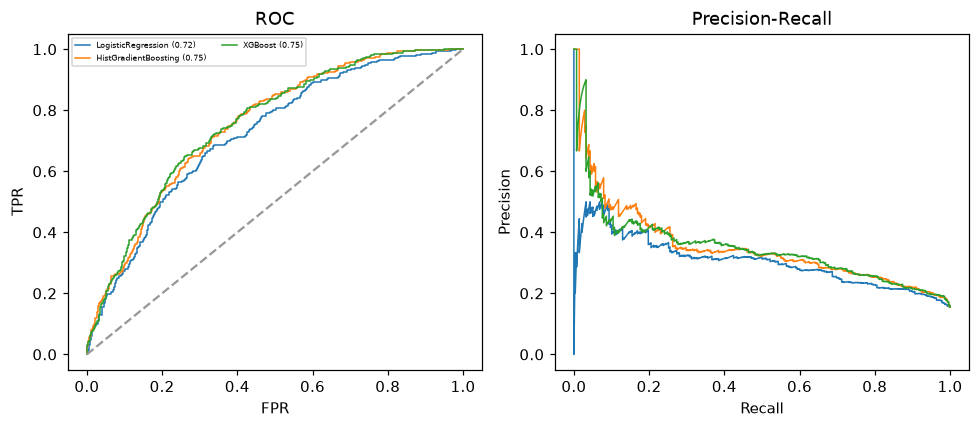 ROC
Precision-Recall
LogisticRegression (0.72)
HistGradientBoosting (0.75)
XGBoost (0.75)
1.0
0.8
0.6
0.4
0.2
0.0
TPR
0.0 0.2 0.4 0.6 0.8 1.0
FPR
1.0
0.8
0.6
0.4
0.2
0.0
Precision
0.0 0.2 0.4 0.6 0.8 1.0
Recall